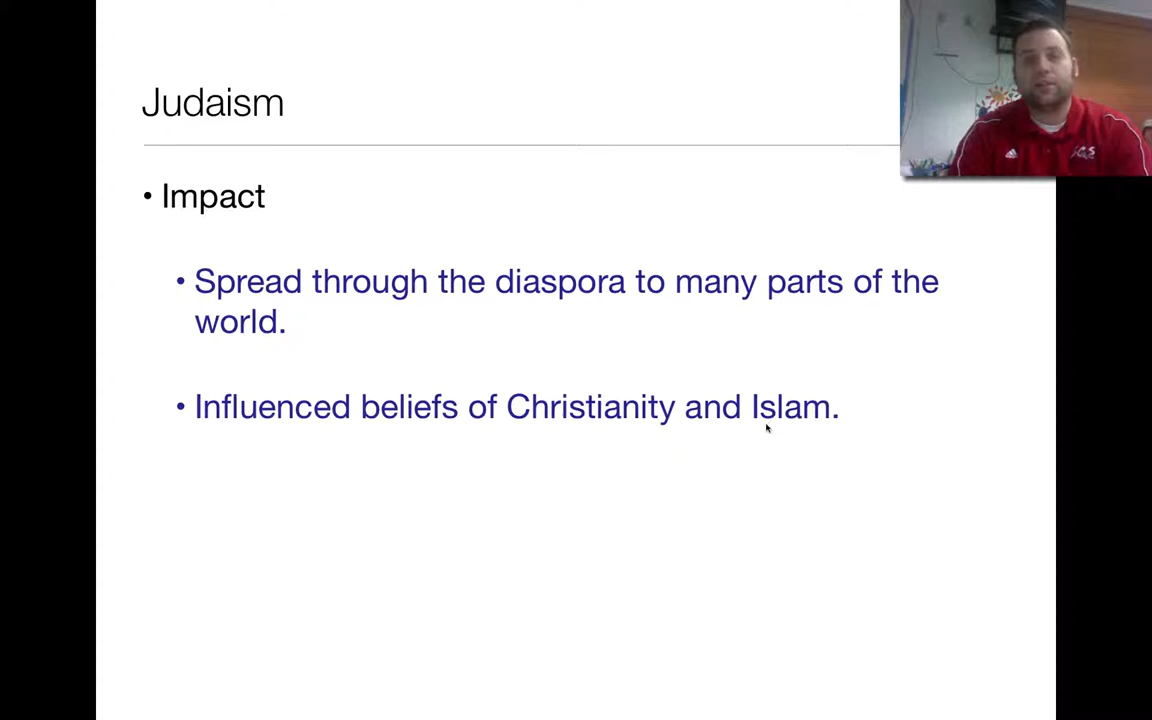 Judaism
• Impact
• Spread through the diaspora to many parts of the
world.
• Influenced beliefs of Christianity and Islam.